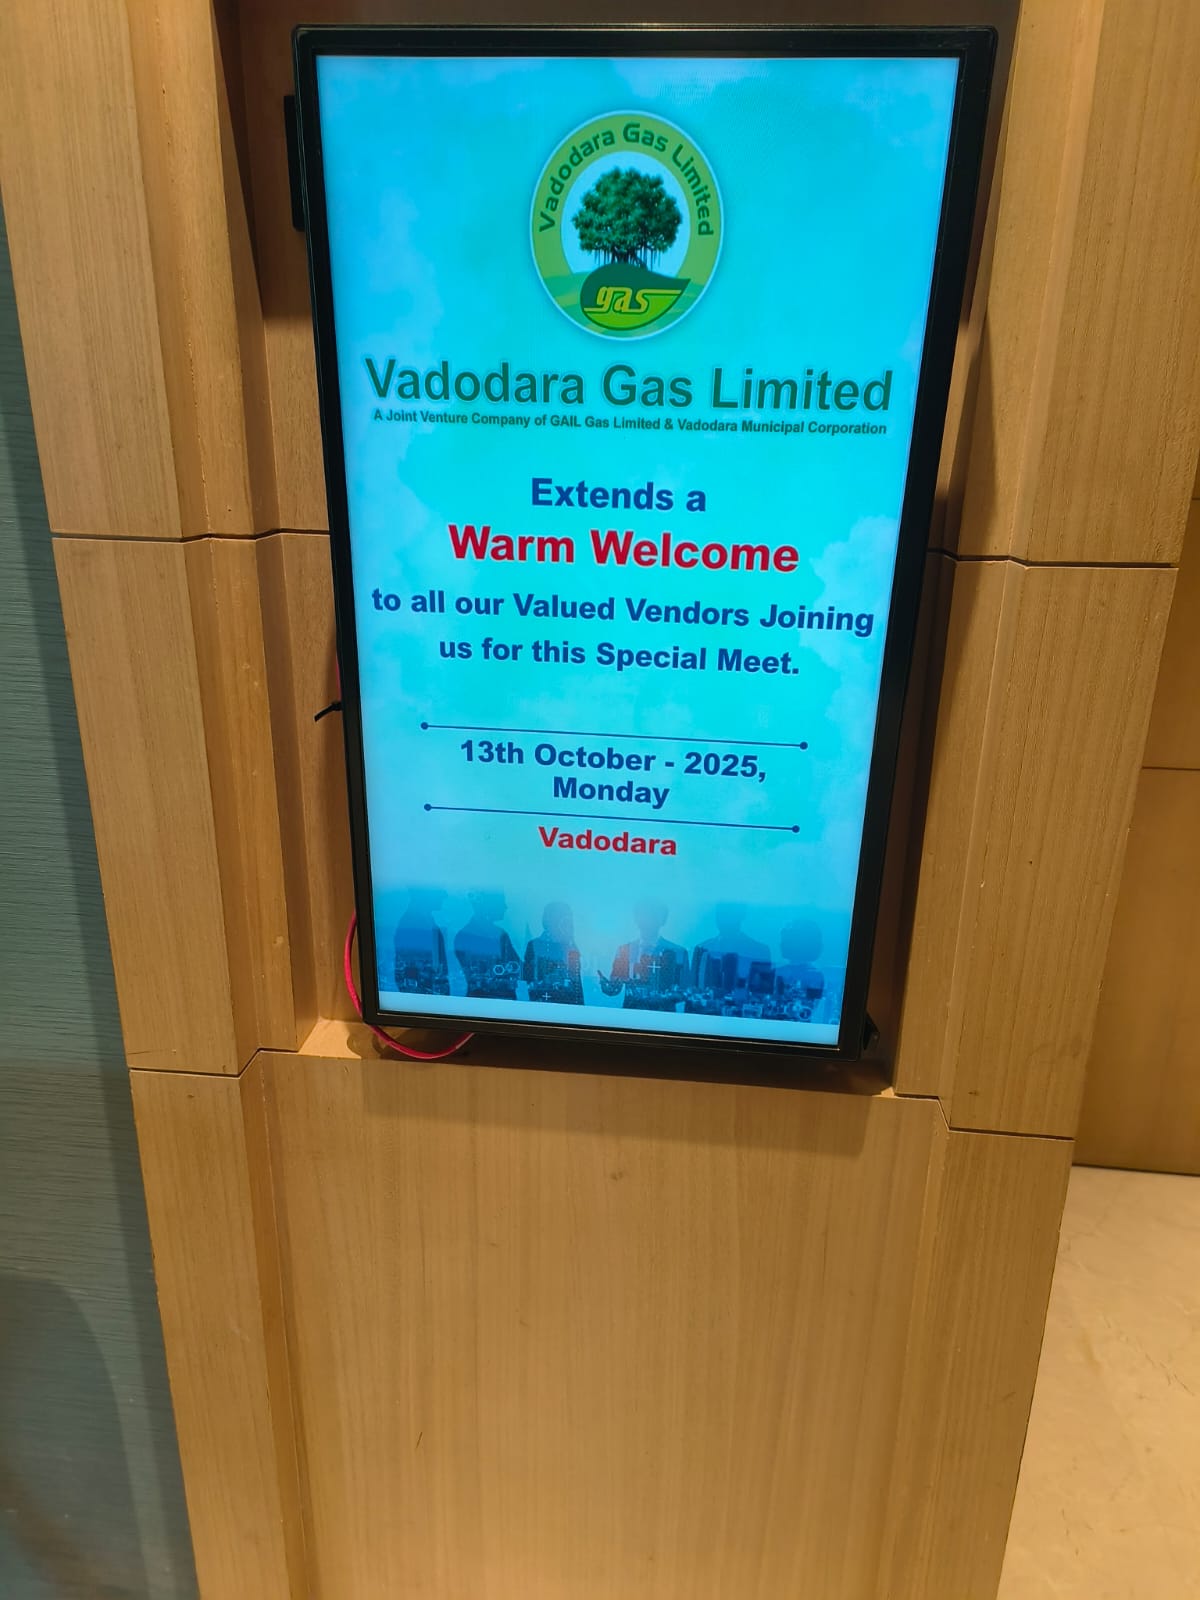 Vadodara Gas Limited
gas
Vadodara Gas Limited
A Joint Venture Company of GAIL Gas Limited & Vadodara Municipal Corporation
Extends a
Warm Welcome
to all our Valued Vendors Joining
us for this Special Meet.
13th October - 2025,
Monday
Vadodara